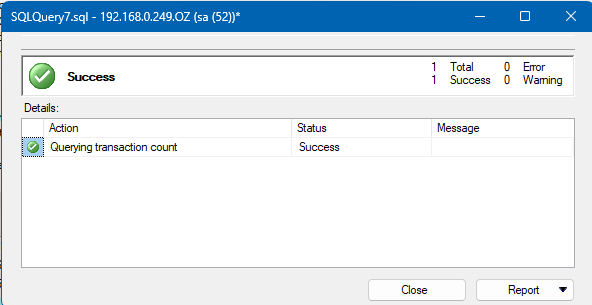 SQLQuery7.sql - 192.168.0.249.OZ (sa (52))*
Success
1 Total 0 Error
1 Success 0 Warning
Details:
Action Status Message
Querying transaction count Success
Close Report